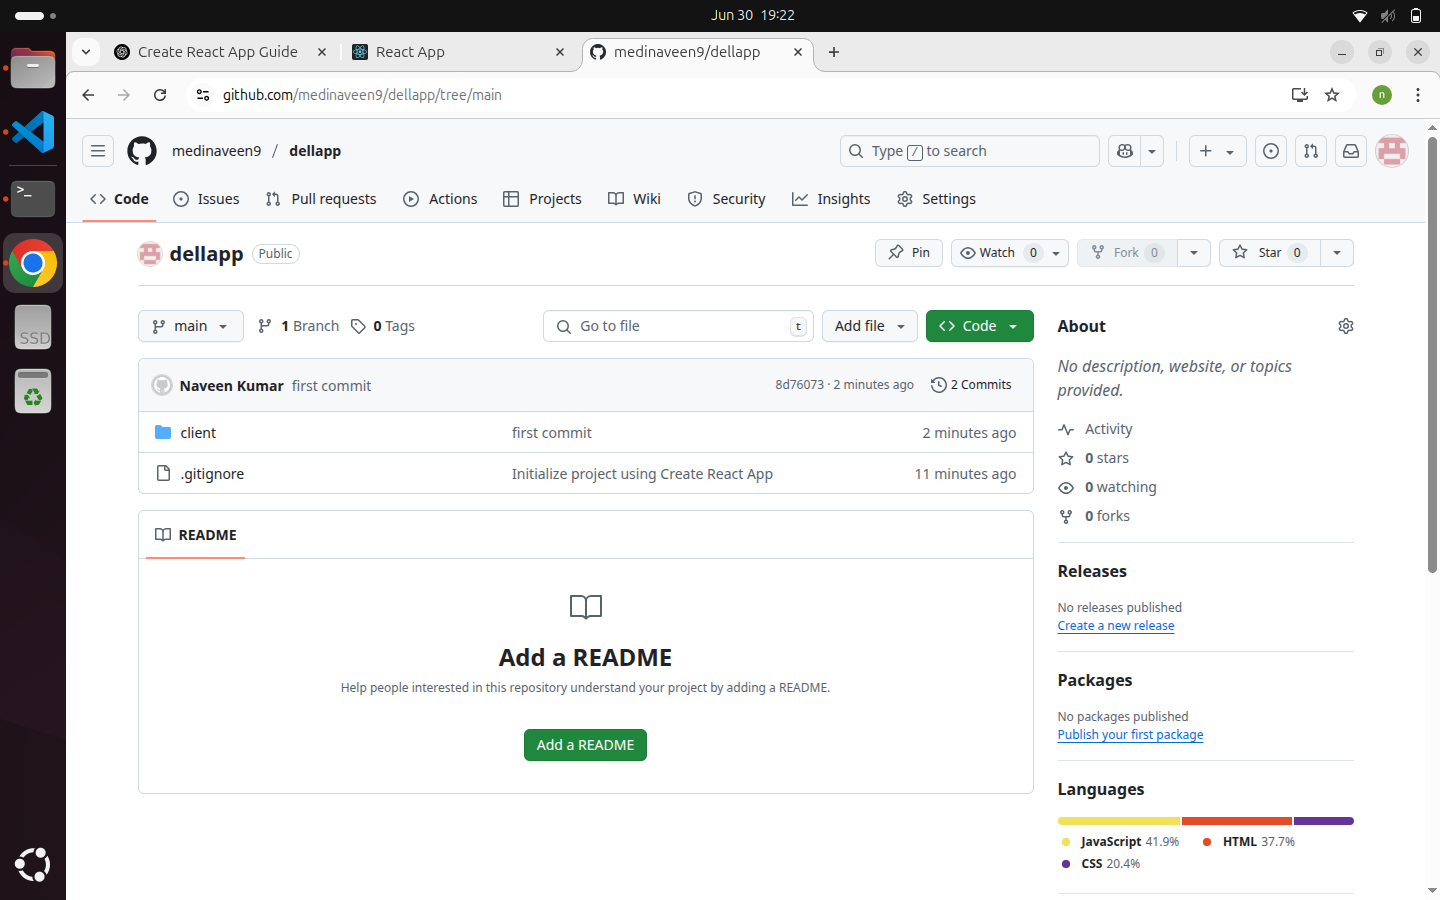 Jun 30 19:22
Create React App Guide
React App
medinaveen9/dellapp
github.com/medinaveen9/dellapp/tree/main
n
medinaveen9 / dellapp
Type / to search
Code
Issues
Pull requests
Actions
Projects
Wiki
Security
Insights
Settings
dellapp
Public
Pin
Watch 0
Fork 0
Star 0
main
1 Branch
0 Tags
Go to file
t
Add file
Code
Naveen Kumar first commit
8d76073 · 2 minutes ago
2 Commits
client
first commit
2 minutes ago
.gitignore
Initialize project using Create React App
11 minutes ago
README
Add a README
Help people interested in this repository understand your project by adding a README.
Add a README
About
No description, website, or topics
provided.
Activity
0 stars
0 watching
0 forks
Releases
No releases published
Create a new release
Packages
No packages published
Publish your first package
Languages
JavaScript 41.9%
HTML 37.7%
CSS 20.4%
>_
SSD